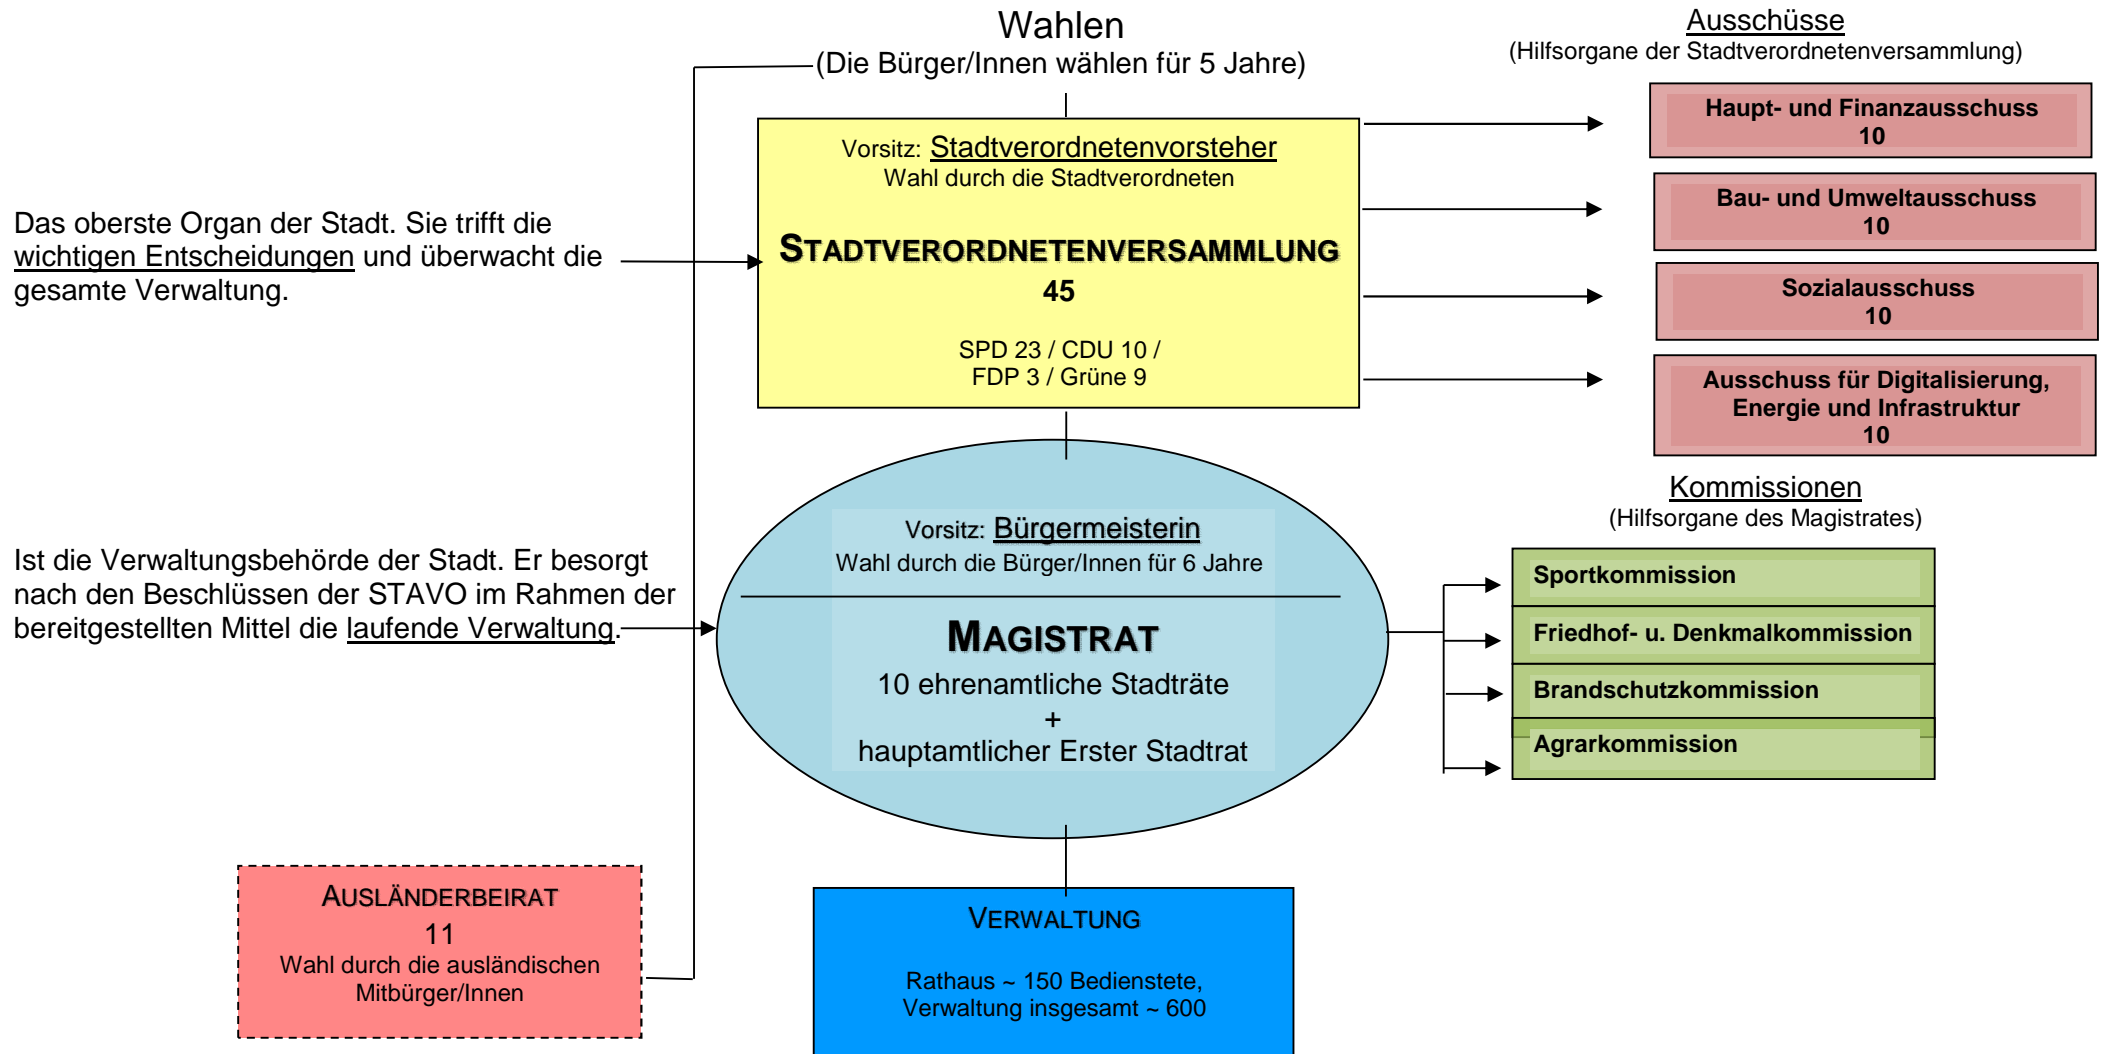 Wahlen
(Die Bürger/Innen wählen für 5 Jahre)
Ausschüsse
(Hilfsorgane der Stadtverordnetenversammlung)
Haupt- und Finanzausschuss
10
Bau- und Umweltausschuss
10
Sozialausschuss
10
Ausschuss für Digitalisierung,
Energie und Infrastruktur
10
Vorsitz: Stadtverordnetenvorsteher
Wahl durch die Stadtverordneten
STADTVERORDNETENVERSAMMLUNG
45
SPD 23 / CDU 10 /
FDP 3 / Grüne 9
Das oberste Organ der Stadt. Sie trifft die
wichtigen Entscheidungen und überwacht die
gesamte Verwaltung.
Kommissionen
(Hilfsorgane des Magistrates)
Sportkommission
Friedhof- u. Denkmalkommission
Brandschutzkommission
Agrarkommission
Vorsitz: Bürgermeisterin
Wahl durch die Bürger/Innen für 6 Jahre
MAGISTRAT
10 ehrenamtliche Stadträte
+
hauptamtlicher Erster Stadtrat
Ist die Verwaltungsbehörde der Stadt. Er besorgt
nach den Beschlüssen der STAVO im Rahmen der
bereitgestellten Mittel die laufende Verwaltung.
AUSLÄNDERBEIRAT
11
Wahl durch die ausländischen
Mitbürger/Innen
VERWALTUNG
Rathaus ~ 150 Bedienstete,
Verwaltung insgesamt ~ 600